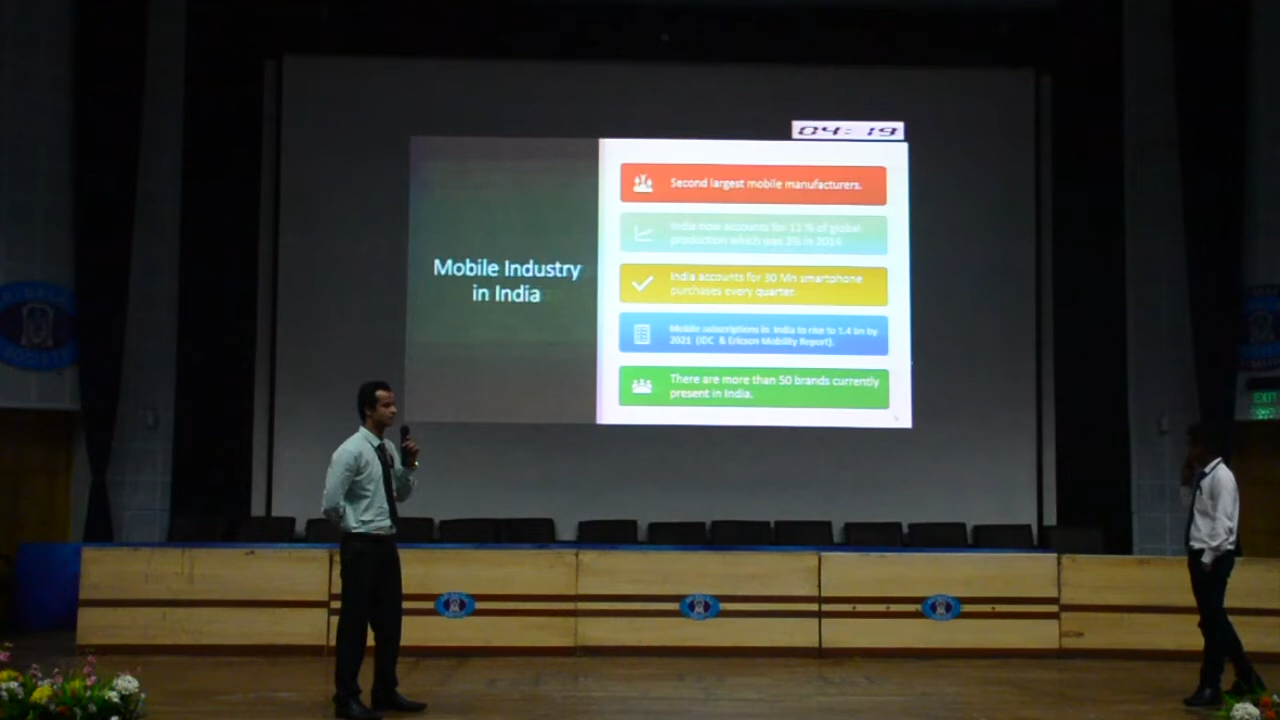 04:19
Mobile Industry
in India
Second largest mobile manufacturers.
India now accounts for 11 % of global
production which was 3% in 2014.
India accounts for 30 Mn smartphone
purchases every quarter.
Mobile subscriptions in India to rise to 1.4 bn by
2021 (IDC & Ericson Mobility Report).
There are more than 50 brands currently
present in India.
SOCIETY
EXIT